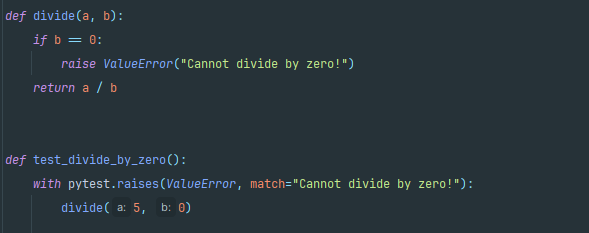 def divide(a, b):
    if b == 0:
        raise ValueError("Cannot divide by zero!")
    return a / b
def test_divide_by_zero():
    with pytest.raises(ValueError, match="Cannot divide by zero!"):
        divide( a: 5, b: 0)